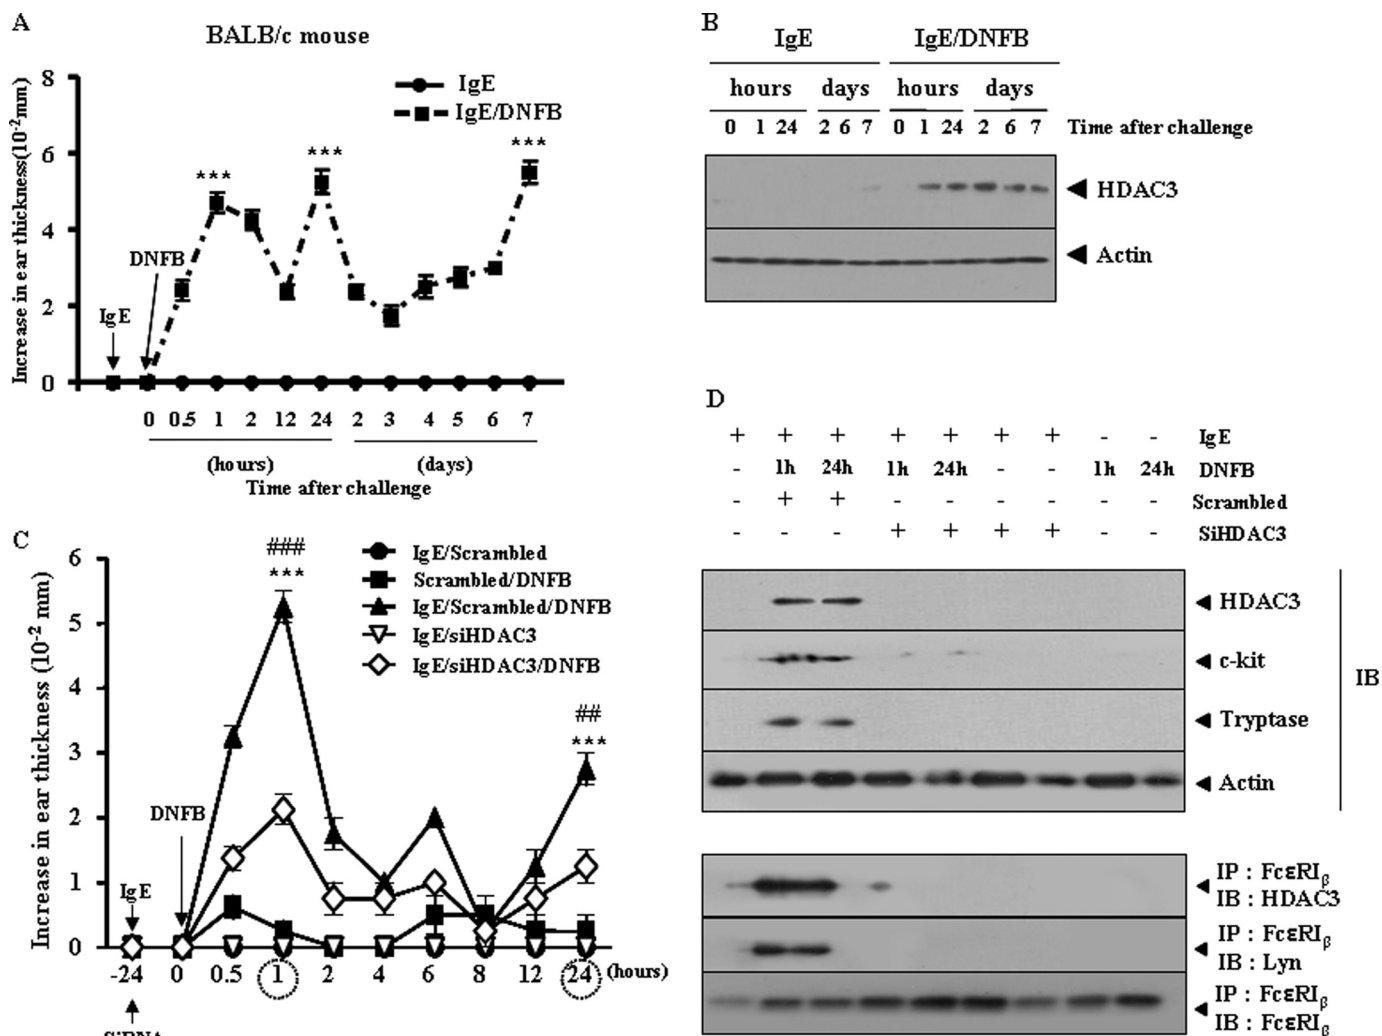 A
BALB/c mouse
Increase in ear thickness(10⁻²mm)
8
6
4
2
0
IgE
IgE/DNFB
***
***
***
DNFB
IgE
0 0.5 1 2 12 24 2 3 4 5 6 7
(hours) (days)
Time after challenge
B
IgE IgE/DNFB
hours days hours days
0 1 24 2 6 7 0 1 24 2 6 7 Time after challenge
HDAC3
Actin
C
Increase in ear thickness (10⁻² mm)
6
5
4
3
2
1
0
###
***
##
***
IgE/Scrambled
Scrambled/DNFB
IgE/Scrambled/DNFB
IgE/siHDAC3
IgE/siHDAC3/DNFB
DNFB
IgE
-24 0 0.5 1 2 4 6 8 12 24 (hours)
D
+ + + + + + + - - IgE
- 1h 24h 1h 24h - - 1h 24h DNFB
- + + - - - - - - Scrambled
- - - + + + + - - SiHDAC3
HDAC3
c-kit
Tryptase
Actin
IB
IP : FcεRIβ
IB : HDAC3
IP : FcεRIβ
IB : Lyn
IP : FcεRIβ
IB : FcεRIβ